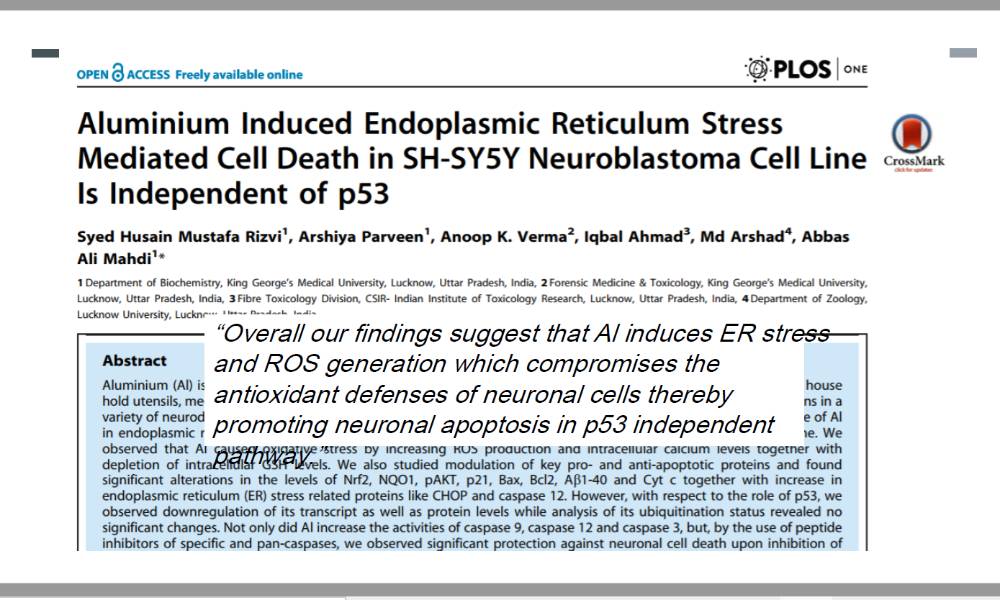 OPEN ACCESS Freely available online
PLOS ONE
Aluminium Induced Endoplasmic Reticulum Stress
Mediated Cell Death in SH-SY5Y Neuroblastoma Cell Line
Is Independent of p53
CrossMark
click for updates
Syed Husain Mustafa Rizvi1, Arshiya Parveen1, Anoop K. Verma2, Iqbal Ahmad3, Md Arshad4, Abbas
Ali Mahdi1*
1 Department of Biochemistry, King George's Medical University, Lucknow, Uttar Pradesh, India, 2 Forensic Medicine & Toxicology, King George's Medical University,
Lucknow, Uttar Pradesh, India, 3 Fibre Toxicology Division, CSIR- Indian Institute of Toxicology Research, Lucknow, Uttar Pradesh, India, 4 Department of Zoology,
Lucknow University, Lucknow, Uttar Pradesh, India
“Overall our findings suggest that Al induces ER stress
and ROS generation which compromises the
antioxidant defenses of neuronal cells thereby
promoting neuronal apoptosis in p53 independent
pathway.”
Abstract
Aluminium (Al) is house
hold utensils, me ns in a
variety of neurod e of Al
in endoplasmic r ne. We
observed that Al caused oxidative stress by increasing ROS production and intracellular calcium levels together with
depletion of intracellular GSH levels. We also studied modulation of key pro- and anti-apoptotic proteins and found
significant alterations in the levels of Nrf2, NQO1, pAKT, p21, Bax, Bcl2, Aβ1-40 and Cyt c together with increase in
endoplasmic reticulum (ER) stress related proteins like CHOP and caspase 12. However, with respect to the role of p53, we
observed downregulation of its transcript as well as protein levels while analysis of its ubiquitination status revealed no
significant changes. Not only did Al increase the activities of caspase 9, caspase 12 and caspase 3, but, by the use of peptide
inhibitors of specific and pan-caspases, we observed significant protection against neuronal cell death upon inhibition of